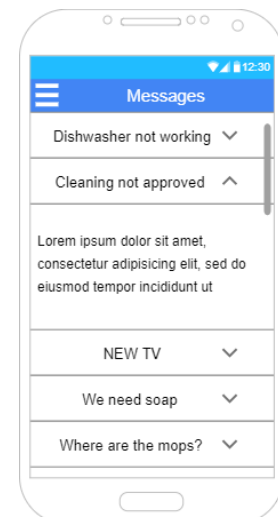 12:30
Messages
Dishwasher not working
Cleaning not approved
Lorem ipsum dolor sit amet,
consectetur adipisicing elit, sed do
eiusmod tempor incididunt ut
NEW TV
We need soap
Where are the mops?